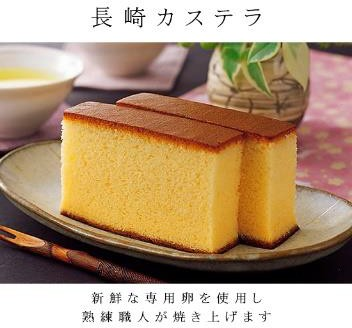 長崎カステラ
新鮮な専用卵を使用し
熟練職人が焼き上げます